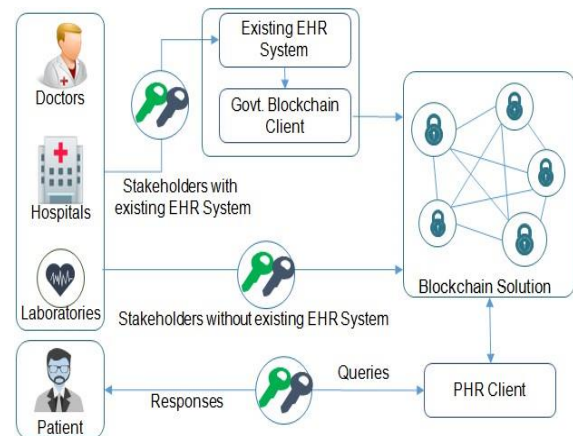 Doctors
Hospitals
Laboratories
Patient
Existing EHR
System
Govt. Blockchain
Client
Stakeholders with
existing EHR System
Stakeholders without existing EHR System
Blockchain Solution
Queries
Responses
PHR Client